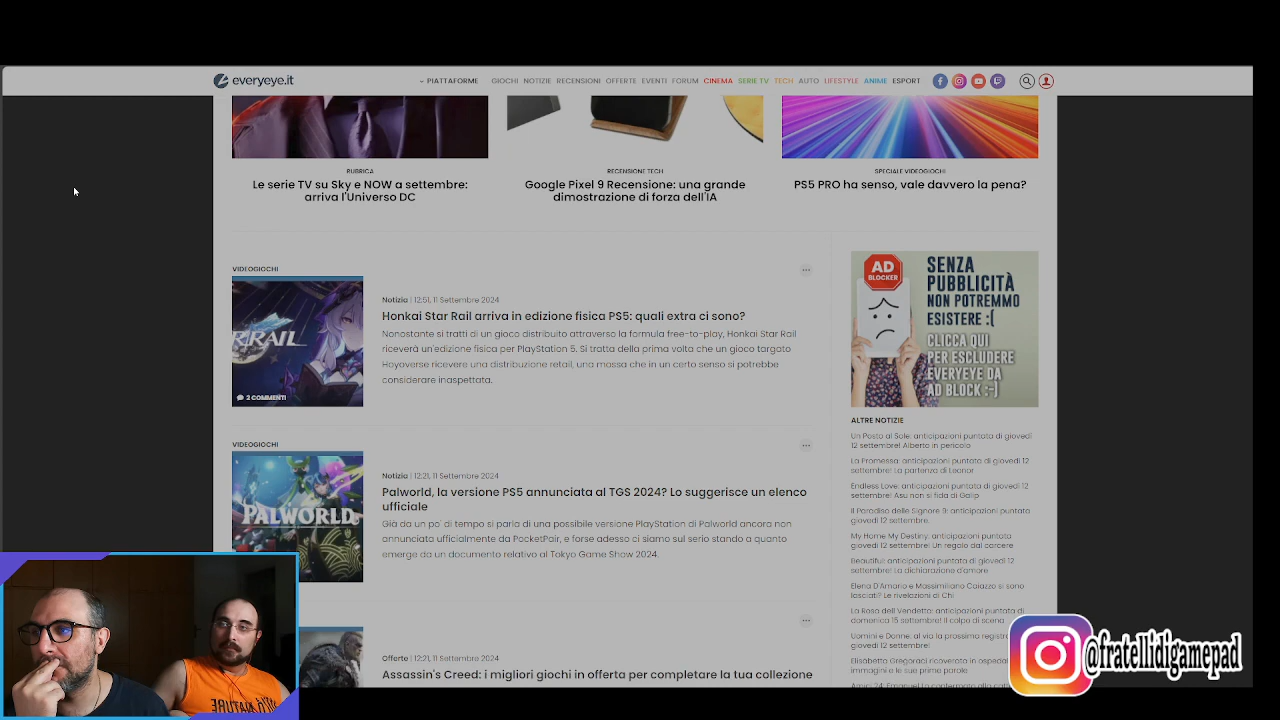 everyeye.it
PIATTAFORME GIOCHI NOTIZIE RECENSIONI OFFERTE EVENTI FORUM CINEMA SERIE TV TECH AUTO LIFESTYLE ANIME ESPORT
RUBRICA
Le serie TV su Sky e NOW a settembre:
arriva l'Universo DC
RECENSIONE TECH
Google Pixel 9 Recensione: una grande
dimostrazione di forza dell'IA
SPECIALE VIDEOGIOCHI
PS5 PRO ha senso, vale davvero la pena?
VIDEOGIOCHI
RAIL
2 COMMENTI
Notizia | 12:51, 11 Settembre 2024
Honkai Star Rail arriva in edizione fisica PS5: quali extra ci sono?
Nonostante si tratti di un gioco distribuito attraverso la formula free-to-play, Honkai Star Rail
riceverà un'edizione fisica per PlayStation 5. Si tratta della prima volta che un gioco targato
Hoyoverse ricevere una distribuzione retail, una mossa che in un certo senso si potrebbe
considerare inaspettata.
VIDEOGIOCHI
PALWORLD
Notizia | 12:21, 11 Settembre 2024
Palworld, la versione PS5 annunciata al TGS 2024? Lo suggerisce un elenco
ufficiale
Già da un po' di tempo si parla di una possibile versione PlayStation di Palworld ancora non
annunciata ufficialmente da PocketPair, e forse adesso ci siamo sul serio stando a quanto
emerge da un documento relativo al Tokyo Game Show 2024.
Offerte | 12:21, 11 Settembre 2024
Assassin's Creed: i migliori giochi in offerta per completare la tua collezione
AD
BLOCKER
SENZA
PUBBLICITÀ
NON POTREMMO
ESISTERE :(
CLICCA QUI
PER ESCLUDERE
EVERYEYE DA
AD BLOCK :-)
ALTRE NOTIZIE
Un Posto al Sole: anticipazioni puntata di giovedì
12 settembre! Alberto in pericolo
La Promessa: anticipazioni puntata di giovedì 12
settembre! La partenza di Leonor
Endless Love: anticipazioni puntata di giovedì 12
settembre! Asu non si fida di Galip
Il Paradiso delle Signore 9: anticipazioni puntata
giovedì 12 settembre.
My Home My Destiny: anticipazioni puntata
giovedì 12 settembre! Un regalo dal carcere
Beautiful: anticipazioni puntata di giovedì 12
settembre! La dichiarazione d'amore
Elena D'Amario e Massimiliano Caiazzo si sono
lasciati? Le rivelazioni di Chi
La Rosa dell Vendetta: anticipazioni puntata di
domenica 15 settembre! Il colpo di scena
Uomini e Donne: al via la prossima registr
12 settembre!
Elisabetta Gregoraci ricoverata in osped
immagini e le sue prime parole
@fratellidigamepad